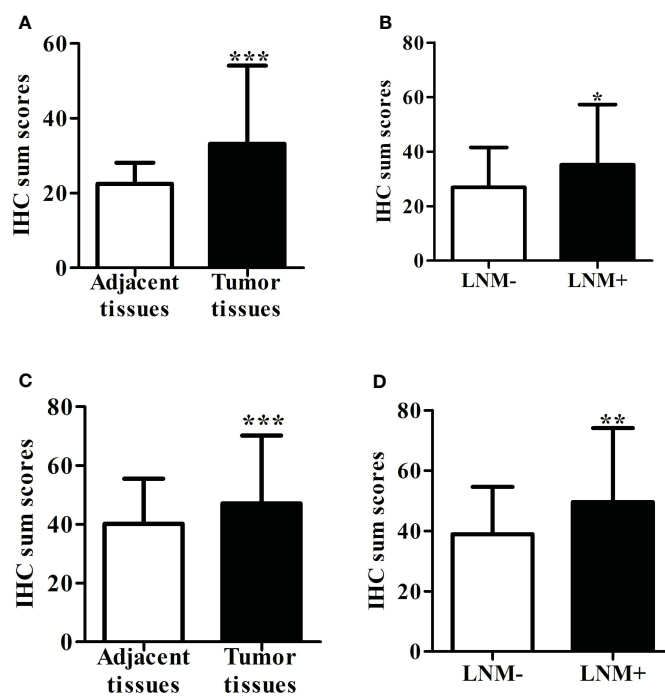 A
IHC sum scores
60
40
20
0
***
Adjacent tissues
Tumor tissues
B
IHC sum scores
80
60
40
20
0
*
LNM-
LNM+
C
IHC sum scores
80
60
40
20
0
***
Adjacent tissues
Tumor tissues
D
IHC sum scores
80
60
40
20
0
**
LNM-
LNM+